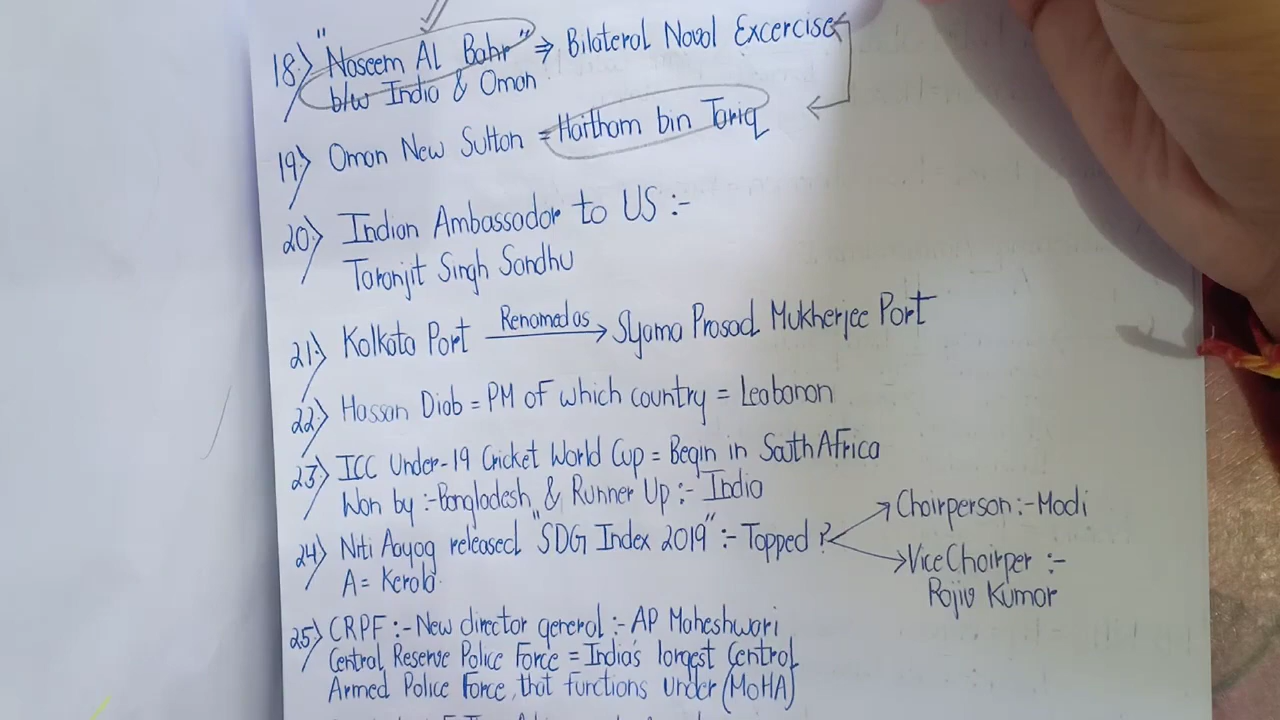 18) "Naseem Al Bahr" ⇒ Bilateral Naval Excercise
b/w India & Oman
19) Oman New Sultan = Haitham bin Tariq
20) Indian Ambassador to US :-
Taranjit Singh Sandhu
21) Kolkata Port Renamed as → Syama Prasad Mukherjee Port
22) Hassan Diab = PM of which country = Leabanon
23) ICC Under-19 Cricket World Cup = Begin in South Africa
Won by :- Bangladesh & Runner Up :- India
24) Niti Aayog released "SDG Index 2019" :- Topped ?
A = Kerala
Chairperson :- Modi
Vice Chairper :-
Rajiv Kumar
25) CRPF :- New director general :- AP Maheshwari
Central Reserve Police Force = India's largest Central
Armed Police Force, that functions under (MoHA)